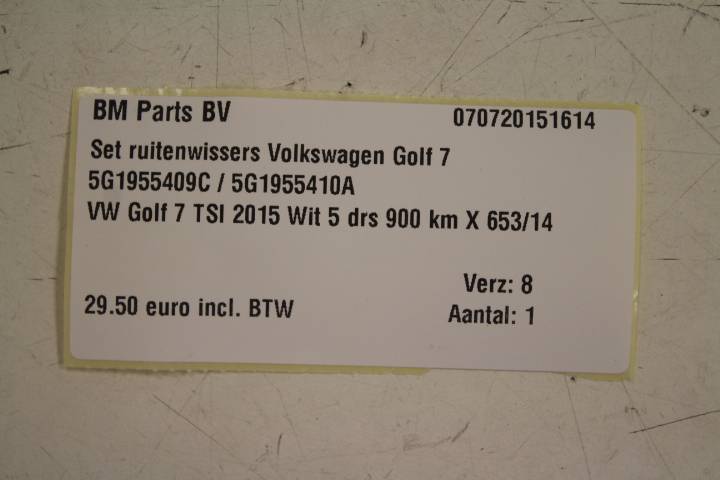 BM Parts BV 070720151614
Set ruitenwissers Volkswagen Golf 7
5G1955409C / 5G1955410A
VW Golf 7 TSI 2015 Wit 5 drs 900 km X 653/14
Verz: 8
29.50 euro incl. BTW Aantal: 1